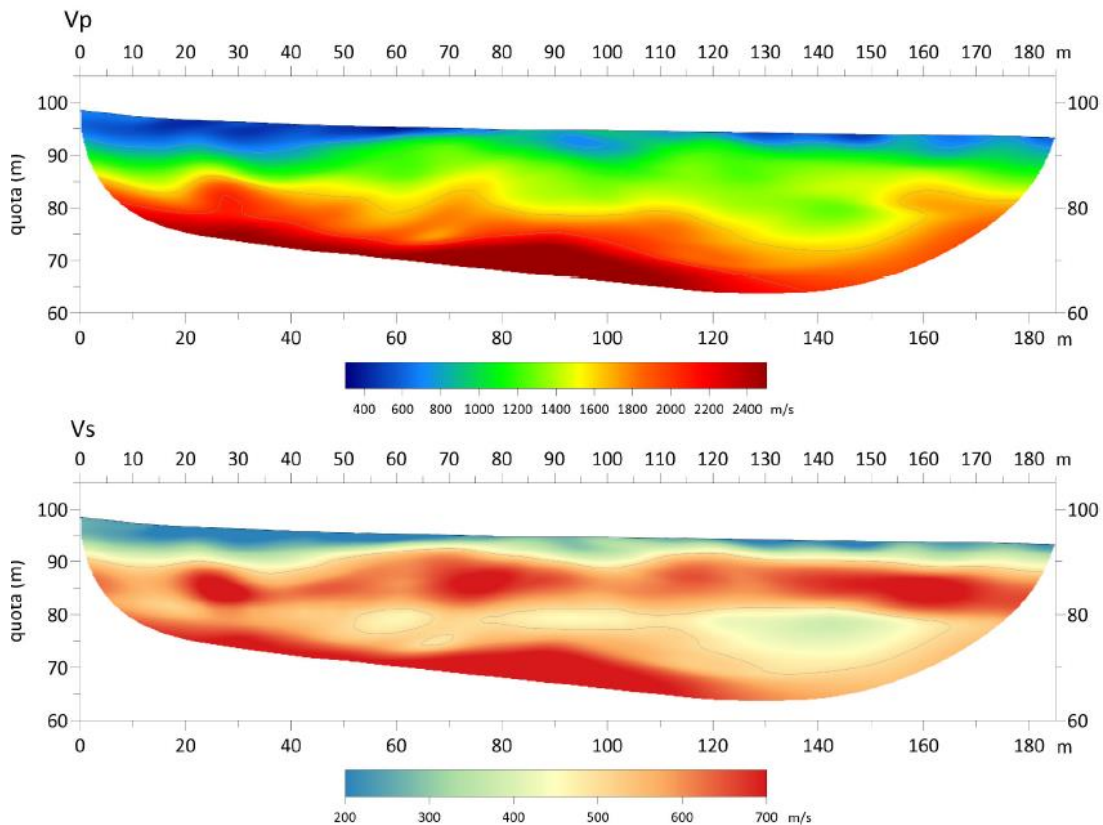 Vp
0 10 20 30 40 50 60 70 80 90 100 110 120 130 140 150 160 170 180 m
100 100
90
80 80
70
60 60
quota (m)
0 20 40 60 80 100 120 140 160 180 m
400 600 800 1000 1200 1400 1600 1800 2000 2200 2400 m/s
Vs
0 10 20 30 40 50 60 70 80 90 100 110 120 130 140 150 160 170 180 m
100 100
90
80 80
70
60 60
quota (m)
0 20 40 60 80 100 120 140 160 180 m
200 300 400 500 600 700 m/s